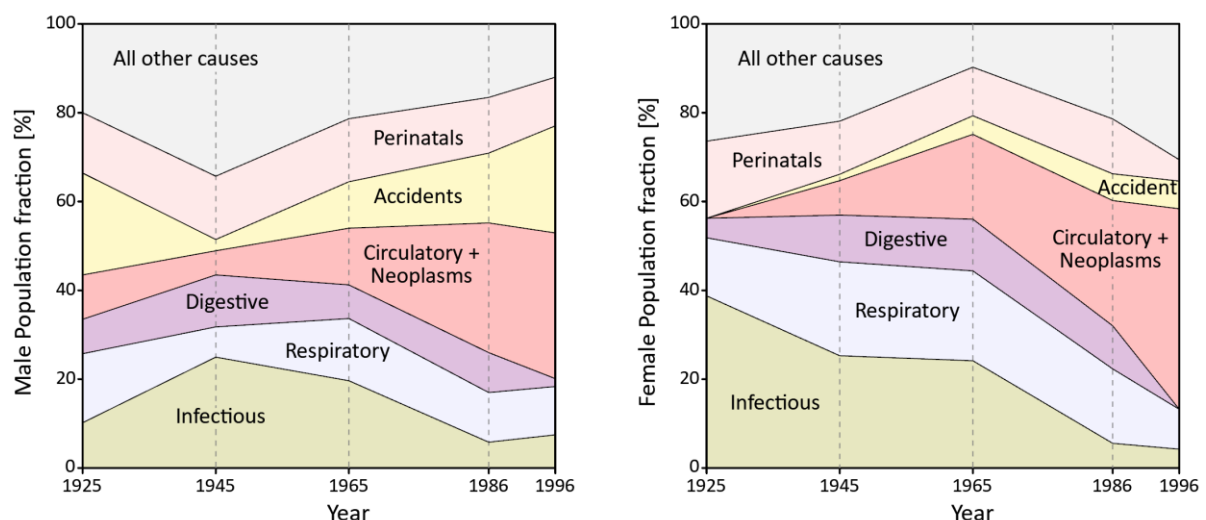 Male Population fraction [%]
100
80
60
40
20
0
All other causes
Perinatals
Accidents
Circulatory +
Neoplasms
Digestive
Respiratory
Infectious
1925
1945
1965
1986
1996
Year
Female Population fraction [%]
100
80
60
40
20
0
All other causes
Perinatals
Accident
Digestive
Circulatory +
Neoplasms
Respiratory
Infectious
1925
1945
1965
1986
1996
Year